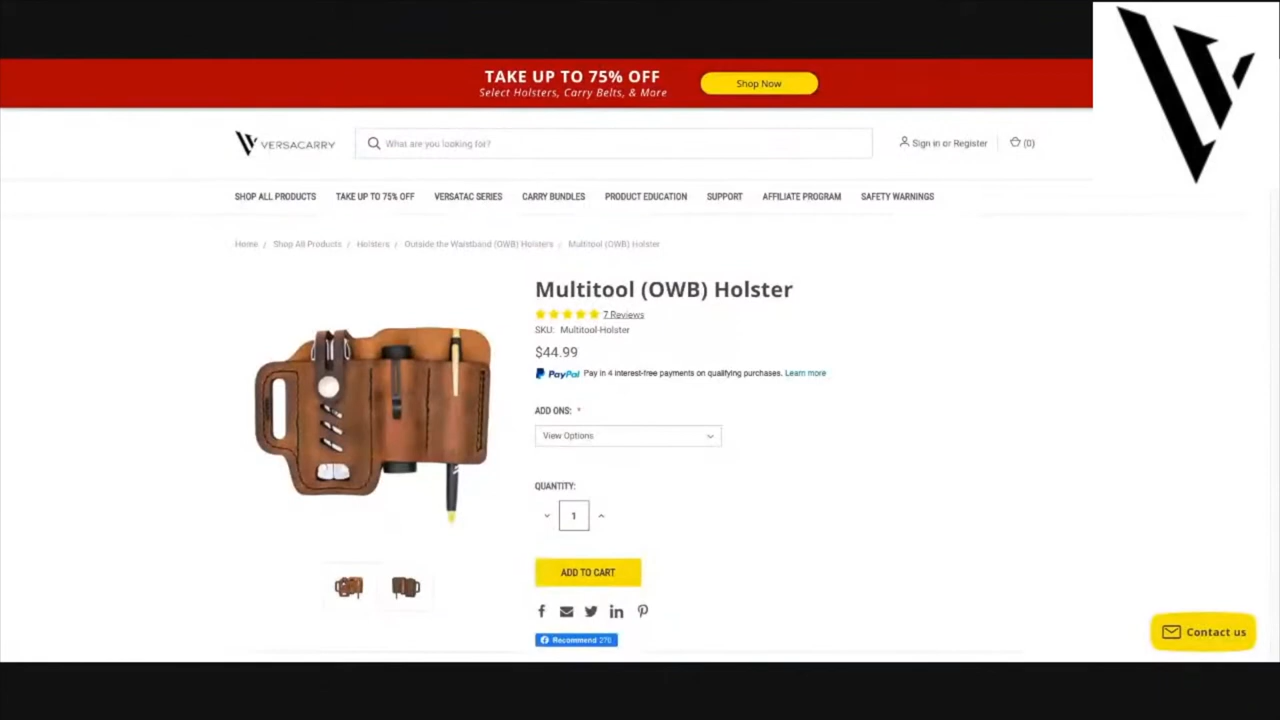 TAKE UP TO 75% OFF
Select Holsters, Carry Belts, & More
Shop Now
VERSACARRY
What are you looking for?
Sign in or Register
(0)
SHOP ALL PRODUCTS TAKE UP TO 75% OFF VERSATAC SERIES CARRY BUNDLES PRODUCT EDUCATION SUPPORT AFFILIATE PROGRAM SAFETY WARNINGS
Home / Shop All Products / Holsters / Outside the Waistband (OWB) Holsters / Multitool (OWB) Holster
Multitool (OWB) Holster
7 Reviews
SKU: Multitool-Holster
$44.99
PayPal Pay in 4 interest-free payments on qualifying purchases. Learn more
ADD ONS: *
View Options
QUANTITY:
1
ADD TO CART
Recommend 276
Contact us